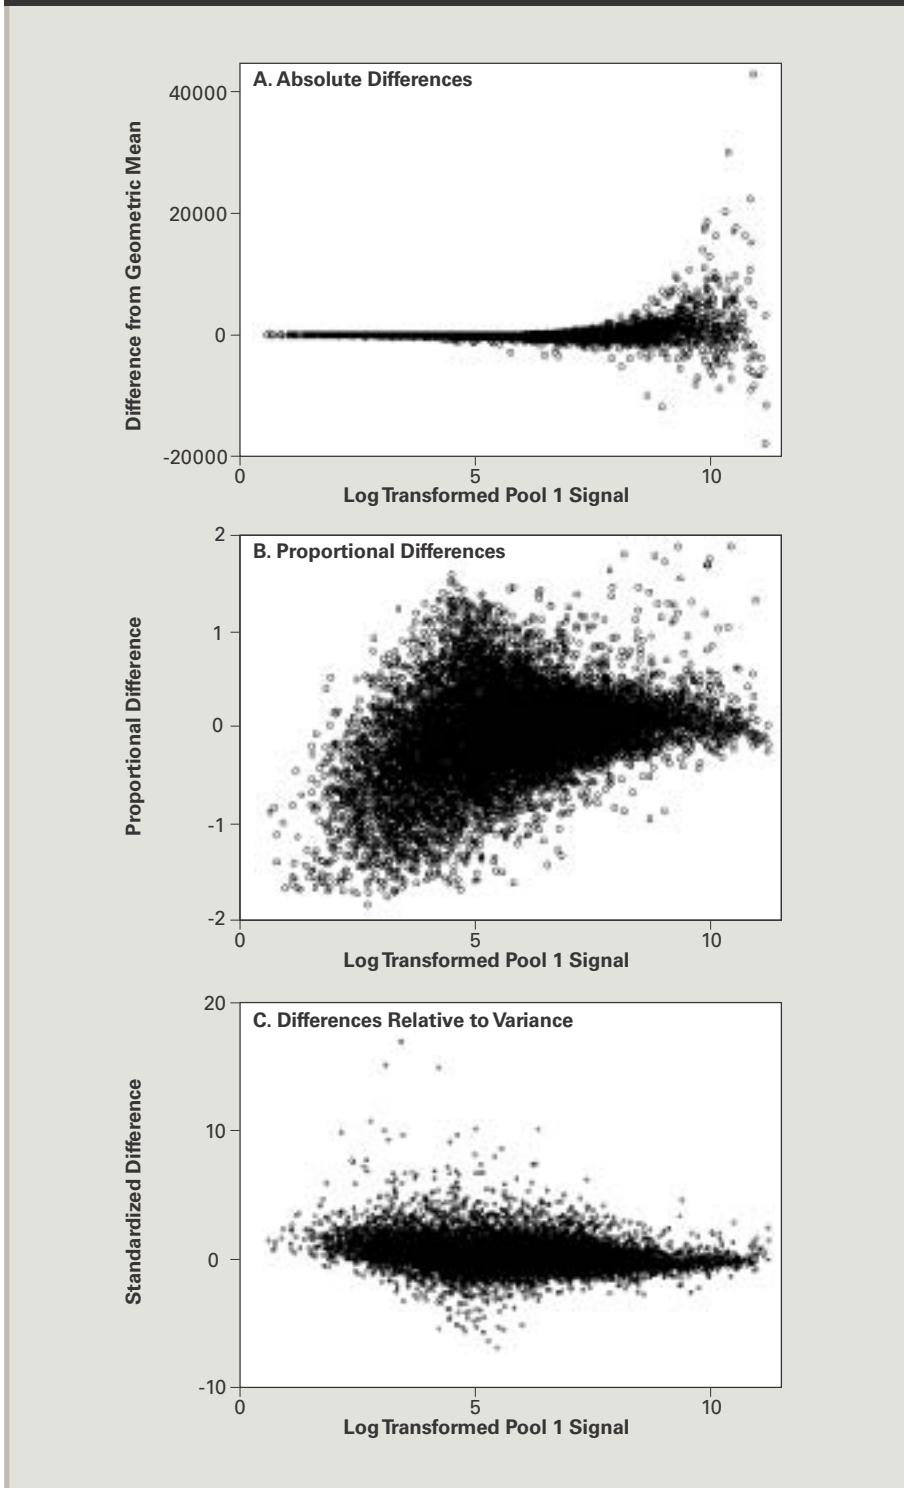 A. Absolute Differences
Difference from Geometric Mean
40000
20000
0
-20000
0 5 10
Log Transformed Pool 1 Signal
B. Proportional Differences
Proportional Difference
2
1
0
-1
-2
0 5 10
Log Transformed Pool 1 Signal
C. Differences Relative to Variance
Standardized Difference
20
10
0
-10
0 5 10
Log Transformed Pool 1 Signal